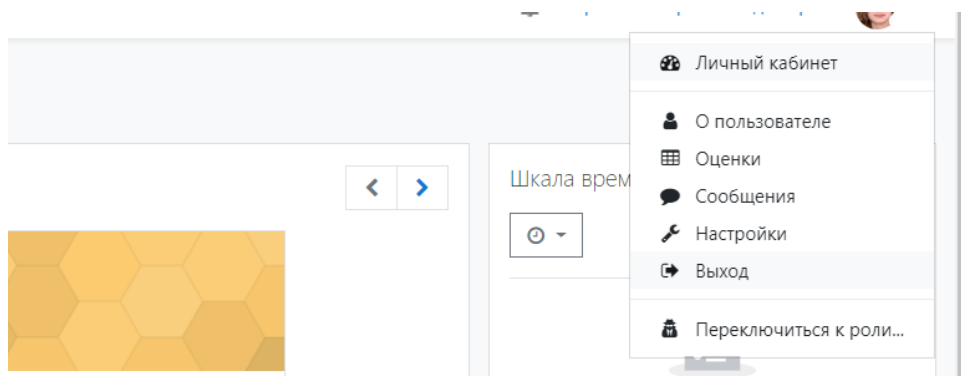 Личный кабинет
О пользователе
Шкала врем
Оценки
Сообщения
Настройки
Выход
Переключиться к роли...